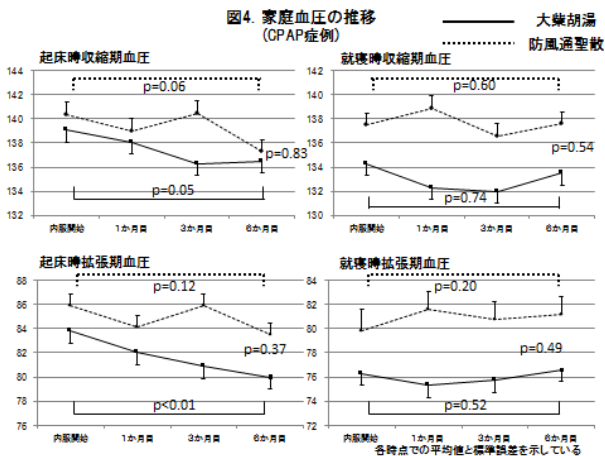 図4. 家庭血圧の推移
(CPAP症例)
大柴胡湯
防風通聖散
起床時収縮期血圧
144
142
140
138
136
134
132
p=0.06
p=0.83
p=0.05
内服開始 1か月目 3か月目 6か月目
就寝時収縮期血圧
142
140
138
136
134
132
130
p=0.60
p=0.54
p=0.74
内服開始 1か月目 3か月目 6か月目
起床時拡張期血圧
88
86
84
82
80
78
76
p=0.12
p=0.37
p<0.01
内服開始 1か月目 3か月目 6か月目
就寝時拡張期血圧
84
82
80
78
76
74
72
p=0.20
p=0.49
p=0.52
内服開始 1か月目 3か月目 6か月目
各時点での平均値と標準誤差を示している